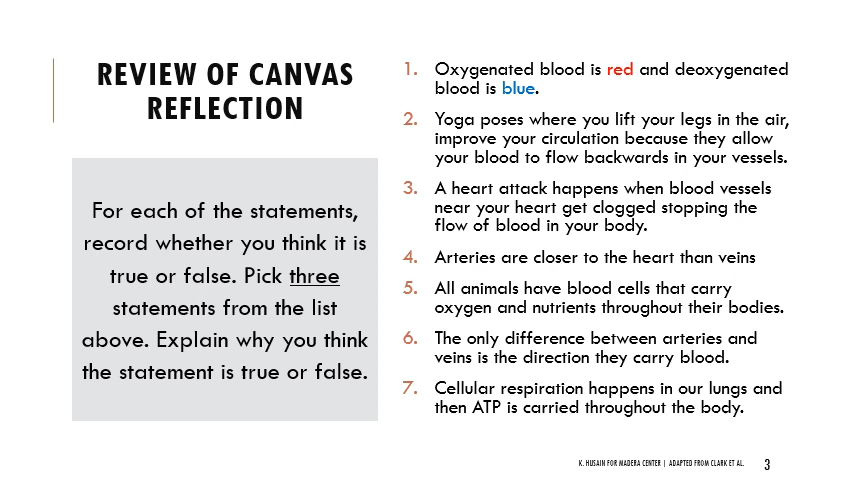 REVIEW OF CANVAS
REFLECTION
For each of the statements,
record whether you think it is
true or false. Pick three
statements from the list
above. Explain why you think
the statement is true or false.
1. Oxygenated blood is red and deoxygenated
blood is blue.
2. Yoga poses where you lift your legs in the air,
improve your circulation because they allow
your blood to flow backwards in your vessels.
3. A heart attack happens when blood vessels
near your heart get clogged stopping the
flow of blood in your body.
4. Arteries are closer to the heart than veins
5. All animals have blood cells that carry
oxygen and nutrients throughout their bodies.
6. The only difference between arteries and
veins is the direction they carry blood.
7. Cellular respiration happens in our lungs and
then ATP is carried throughout the body.
K. HUSAIN FOR MADERA CENTER | ADAPTED FROM CLARK ET AL.
3